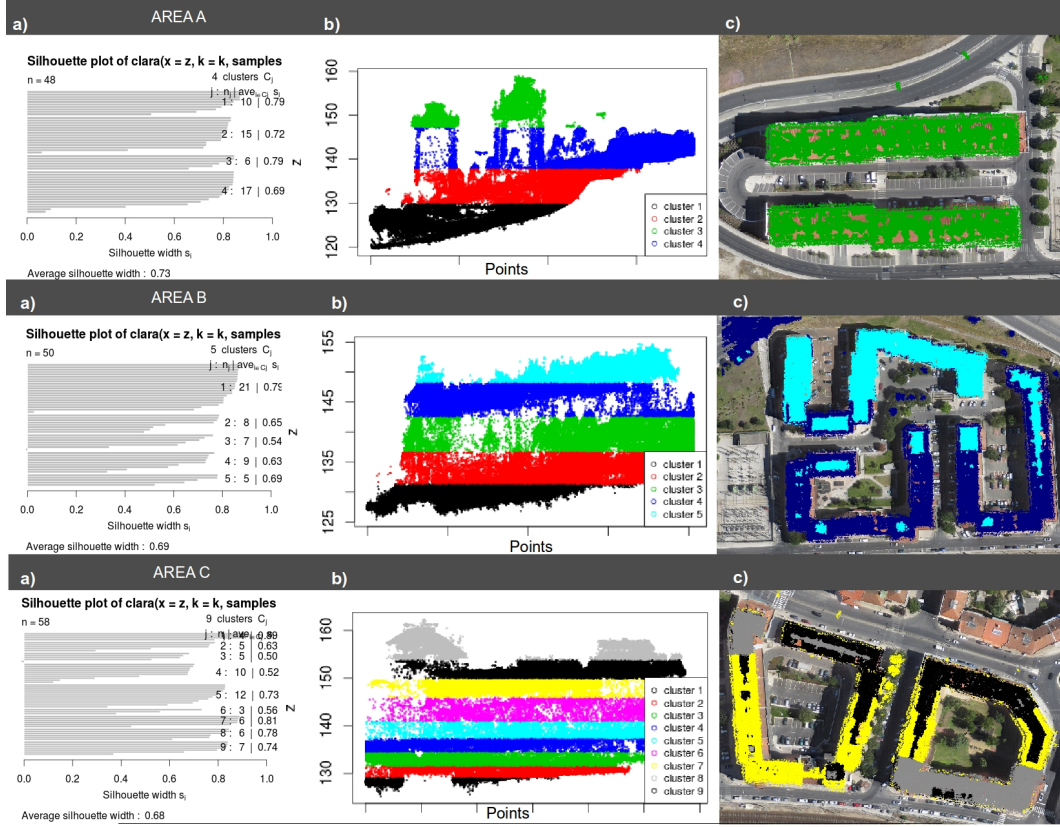 AREA A
a)
b)
c)
Silhouette plot of clara(x = z, k = k, samples
n = 48
4 clusters Cj
j : nj | avei∈Cj si
1 : 10 | 0.79
2 : 15 | 0.72
3 : 6 | 0.79
4 : 17 | 0.69
0.0 0.2 0.4 0.6 0.8 1.0
Silhouette width si
Average silhouette width : 0.73
Z
160
150
140
130
120
Points
cluster 1
cluster 2
cluster 3
cluster 4
AREA B
a)
b)
c)
Silhouette plot of clara(x = z, k = k, samples
n = 50
5 clusters Cj
j : nj | avei∈Cj si
1 : 21 | 0.79
2 : 8 | 0.65
3 : 7 | 0.54
4 : 9 | 0.63
5 : 5 | 0.69
0.0 0.2 0.4 0.6 0.8 1.0
Silhouette width si
Average silhouette width : 0.69
Z
155
145
135
125
Points
cluster 1
cluster 2
cluster 3
cluster 4
cluster 5
AREA C
a)
b)
c)
Silhouette plot of clara(x = z, k = k, samples
n = 58
9 clusters Cj
2 : 5 | 0.63
3 : 5 | 0.50
4 : 10 | 0.52
5 : 12 | 0.73
6 : 3 | 0.56
7 : 6 | 0.81
8 : 6 | 0.78
9 : 7 | 0.74
0.0 0.2 0.4 0.6 0.8 1.0
Silhouette width si
Average silhouette width : 0.68
Z
160
150
140
130
Points
cluster 1
cluster 2
cluster 3
cluster 4
cluster 5
cluster 6
cluster 7
cluster 8
cluster 9